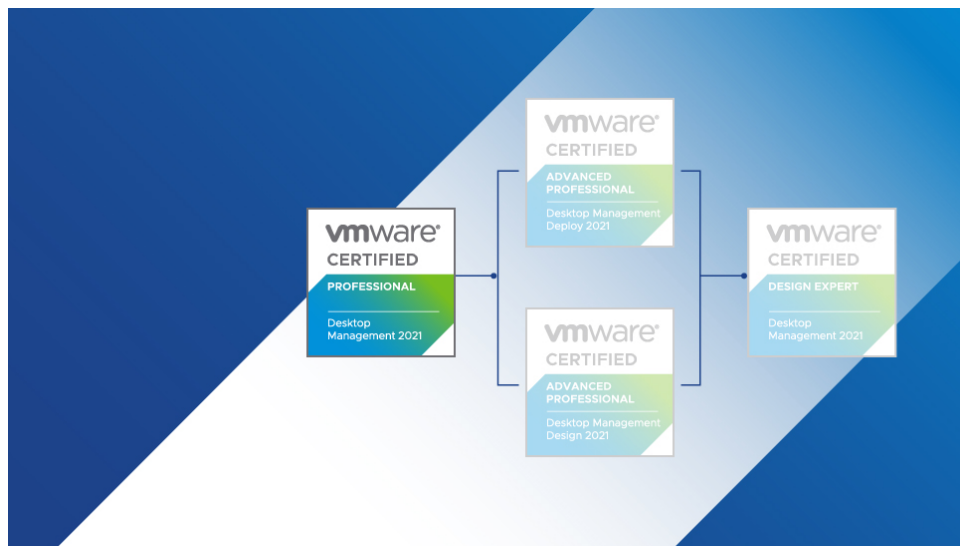 vmware®
CERTIFIED
PROFESSIONAL
Desktop
Management 2021
vmware®
CERTIFIED
ADVANCED
PROFESSIONAL
Desktop Management
Deploy 2021
vmware®
CERTIFIED
ADVANCED
PROFESSIONAL
Desktop Management
Design 2021
vmware®
CERTIFIED
DESIGN EXPERT
Desktop
Management 2021